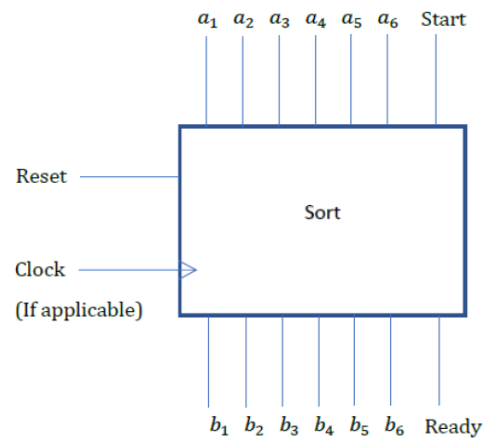 a₁ a₂ a₃ a₄ a₅ a₆ Start
Reset
Sort
Clock
(If applicable)
b₁ b₂ b₃ b₄ b₅ b₆ Ready